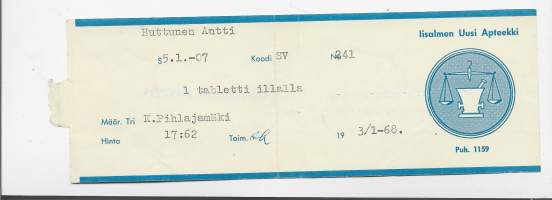 Huttunen Antti
Iisalmen Uusi Apteekki
S 5.1.-07 Koodi SV No 241
1 tabletti illalla
Määr. Tri K.Pihlajamäki
Hinta 17:62 Toim. 19 3/1-68.
Puh. 1159